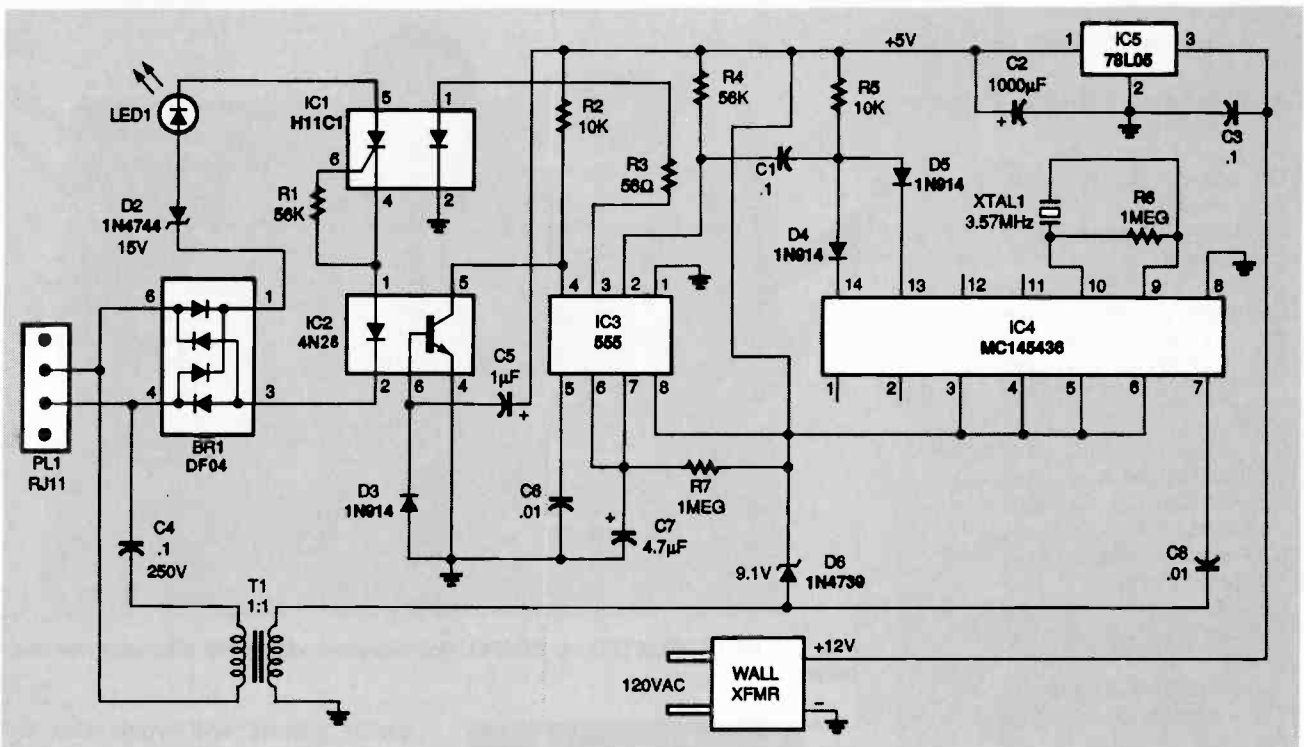 +5V
1
IC5
78L05
3
2
C2
1000µF
+
C3
.1
LED1
IC1
H11C1
5
1
6
4
2
R1
56K
R2
10K
R3
56Ω
R4
56K
R5
10K
C1
.1
D5
1N914
D4
1N914
XTAL1
3.57MHz
R6
1MEG
D2
1N4744
15V
6
1
4
3
BR1
DF04
PL1
RJ11
1
5
IC2
4N28
2
6
4
C5
1µF
+
4
3
2
1
IC3
555
5
6
7
8
14
13
12
11
10
9
8
IC4
MC145436
1
2
3
4
5
6
7
D3
1N914
C6
.01
+
C7
4.7µF
R7
1MEG
9.1V
D6
1N4739
C8
.01
C4
.1
250V
T1
1:1
120VAC
WALL
XFMR
+12V
-